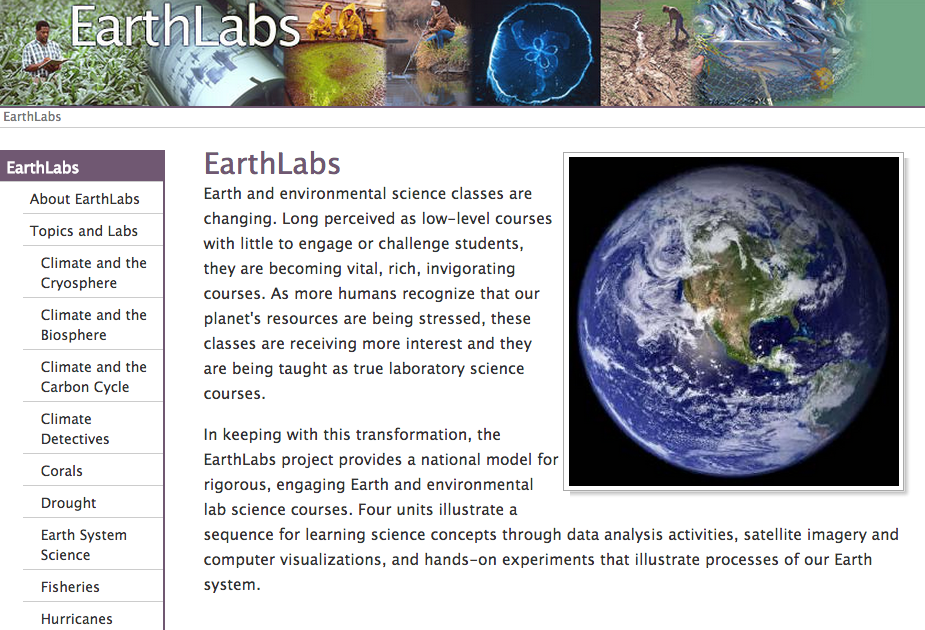 EarthLabs
EarthLabs
EarthLabs
About EarthLabs
Topics and Labs
Climate and the
Cryosphere
Climate and the
Biosphere
Climate and the
Carbon Cycle
Climate
Detectives
Corals
Drought
Earth System
Science
Fisheries
Hurricanes
EarthLabs
Earth and environmental science classes are
changing. Long perceived as low-level courses
with little to engage or challenge students,
they are becoming vital, rich, invigorating
courses. As more humans recognize that our
planet's resources are being stressed, these
classes are receiving more interest and they
are being taught as true laboratory science
courses.
In keeping with this transformation, the
EarthLabs project provides a national model for
rigorous, engaging Earth and environmental
lab science courses. Four units illustrate a
sequence for learning science concepts through data analysis activities, satellite imagery and
computer visualizations, and hands-on experiments that illustrate processes of our Earth
system.